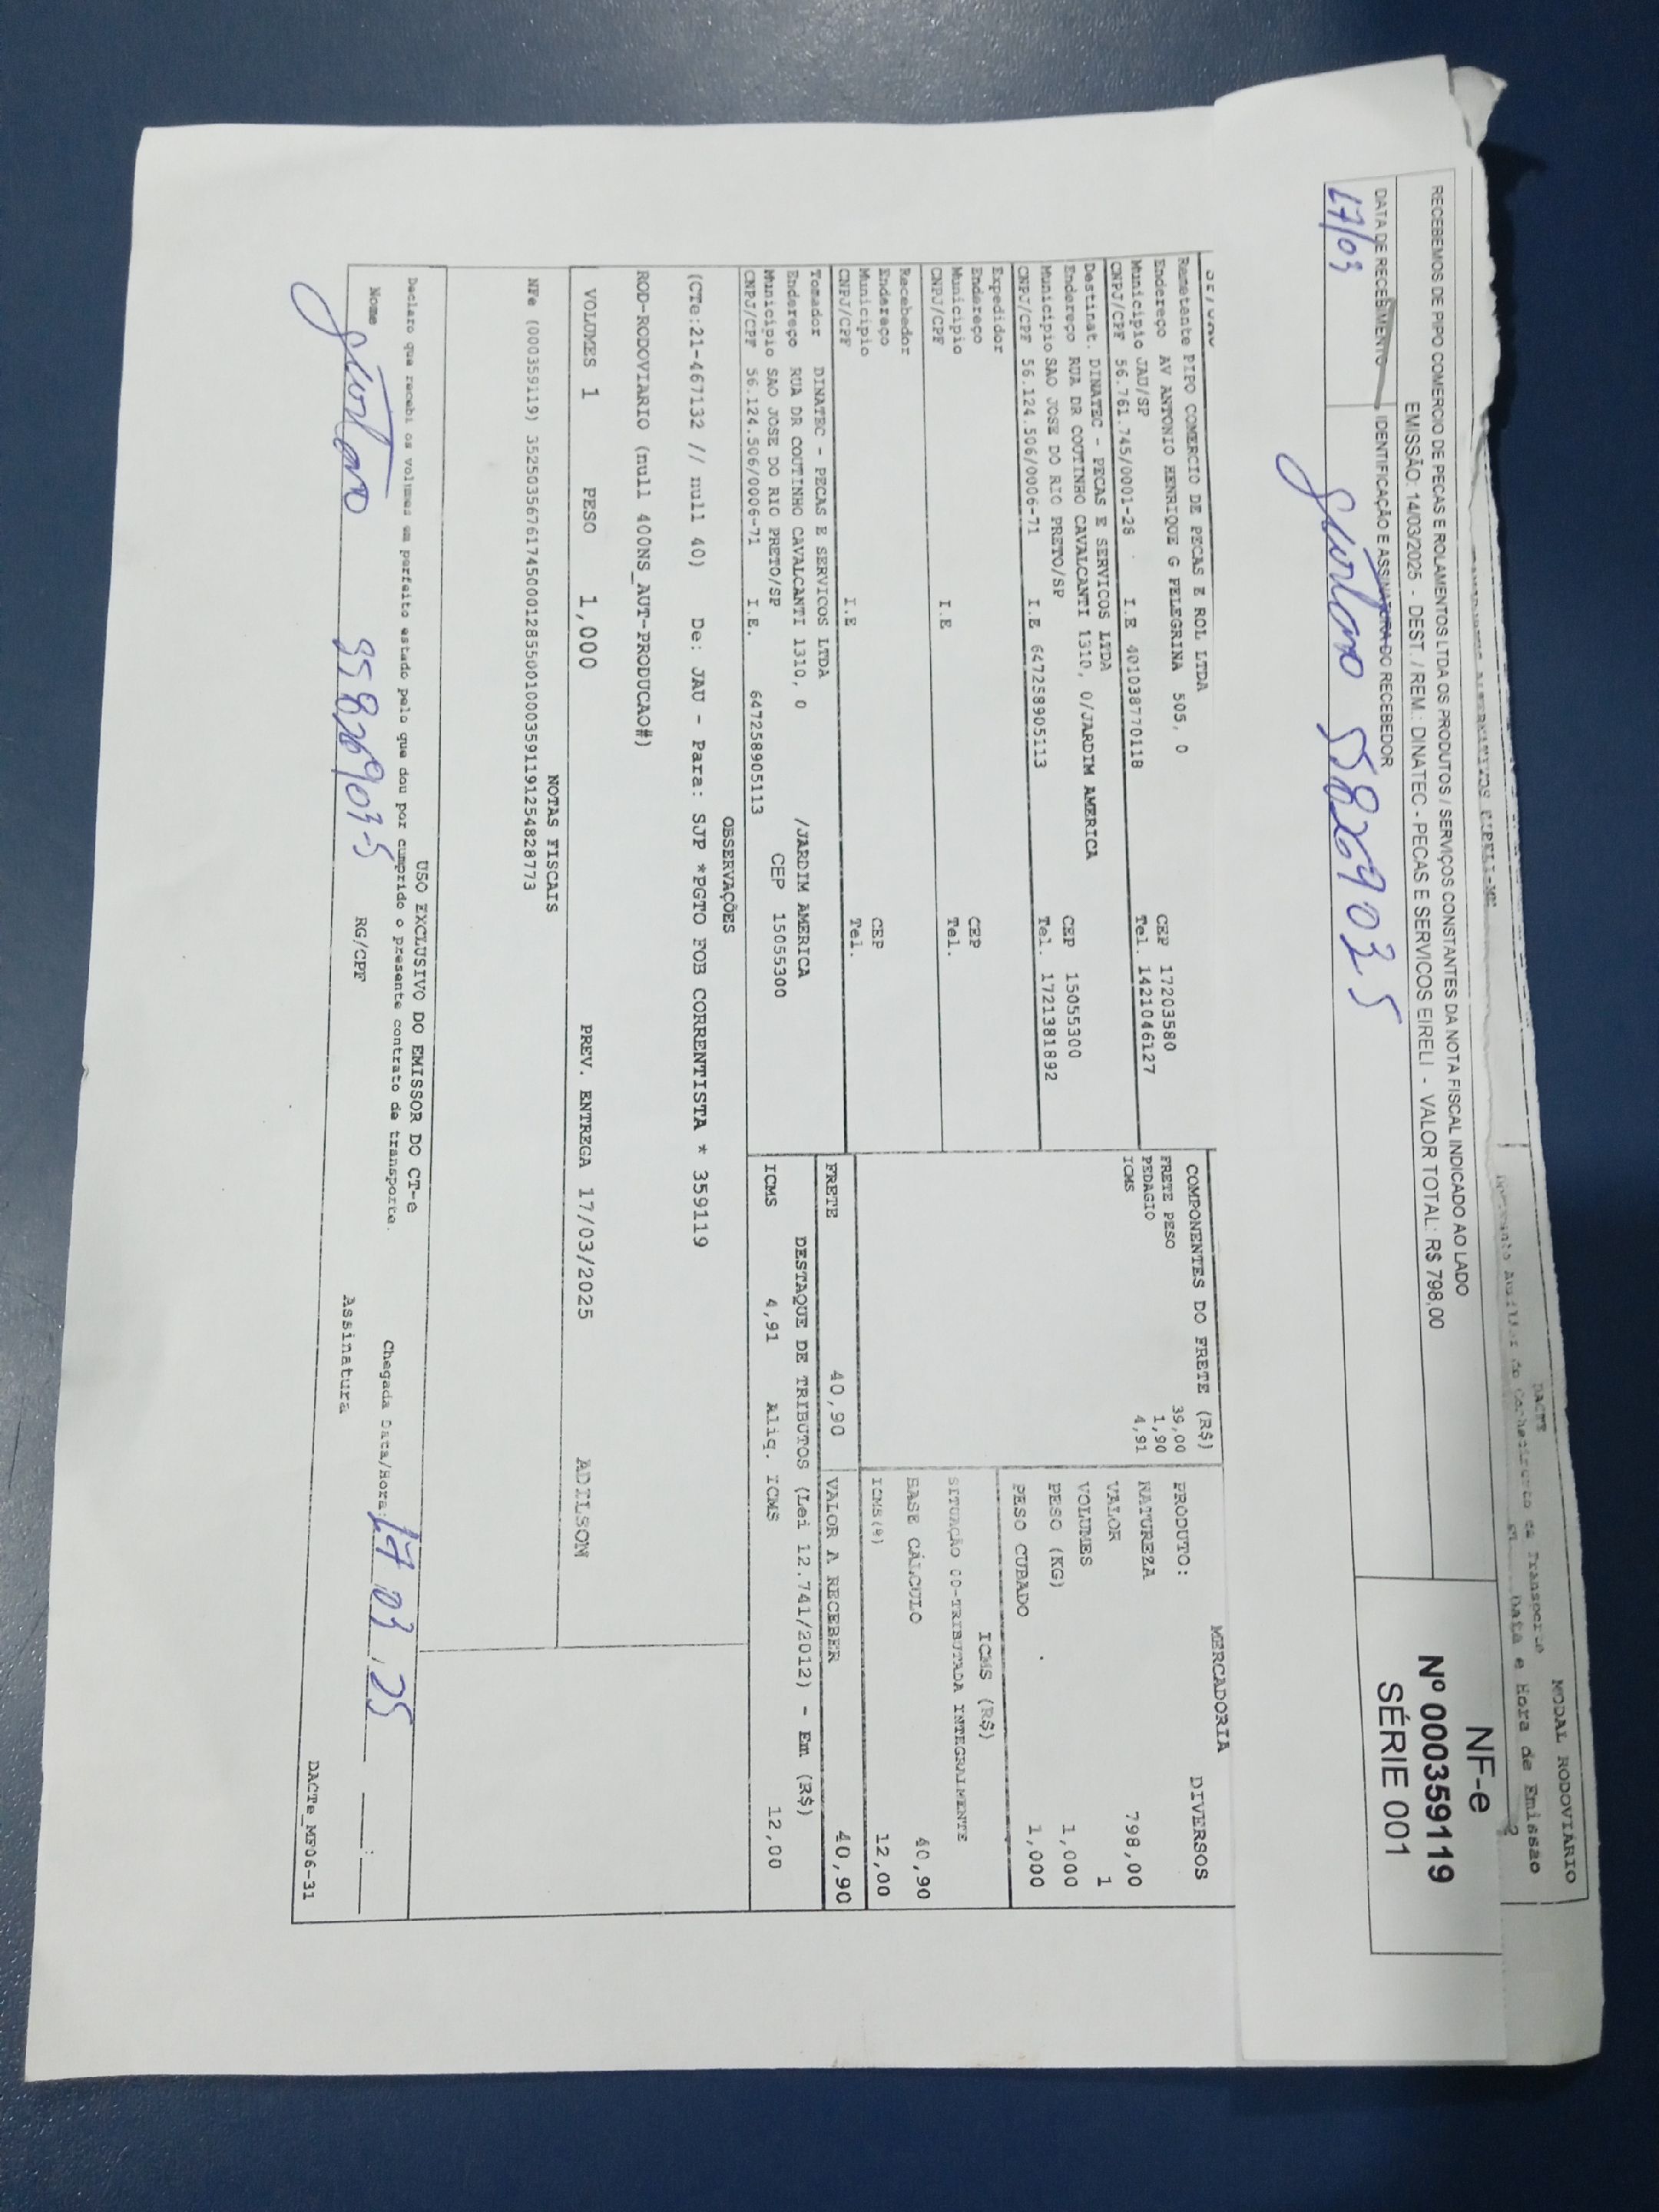 MODAL RODOVIÁRIO
DACTE
Data e Hora de Emissão
RECEBEMOS DE PIPO COMERCIO DE PECAS E ROLAMENTOS LTDA OS PRODUTOS / SERVIÇOS CONSTANTES DA NOTA FISCAL INDICADO AO LADO
EMISSÃO: 14/03/2025 - DEST. / REM.: DINATEC - PECAS E SERVICOS EIRELI - VALOR TOTAL: R$ 798,00
DATA DE RECEBIMENTO
IDENTIFICAÇÃO E ASSINATURA DO RECEBEDOR
17/03
NF-e
Nº 000359119
SÉRIE 001
Remetente PIPO COMERCIO DE PECAS E ROL LTDA
Endereço AV ANTONIO HENRIQUE G PELEGRINA 505, 0 CEP 17203580
Municipio JAU/SP Tel. 1421046127
CNPJ/CPF 56.761.745/0001-28 I.E 401038770118
Destinat. DINATEC - PECAS E SERVICOS LTDA
Endereço RUA DR COUTINHO CAVALCANTI 1310, 0/JARDIM AMERICA CEP 15055300
Municipio SAO JOSE DO RIO PRETO/SP Tel. 1721381892
CNPJ/CPF 56.124.506/0006-71 I.E 647258905113
Expedidor
Endereço CEP
Municipio Tel.
CNPJ/CPF I.E
Recebedor
Endereço CEP
Municipio Tel.
CNPJ/CPF I.E
Tomador DINATEC - PECAS E SERVICOS LTDA
Endereço RUA DR COUTINHO CAVALCANTI 1310, 0 /JARDIM AMERICA
Municipio SAO JOSE DO RIO PRETO/SP CEP 15055300
CNPJ/CPF 56.124.506/0006-71 I.E. 647258905113
COMPONENTES DO FRETE (R$)
FRETE PESO 39,00
PEDAGIO 1,90
ICMS 4,91
MERCADORIA
PRODUTO: DIVERSOS
NATUREZA
VALOR 798,00
VOLUMES 1
PESO (KG) 1,000
PESO CUBADO 1,000
ICMS (R$)
SITUAÇÃO 00-TRIBUTADA INTEGRALMENTE
BASE CÁLCULO 40,90
ICMS(%) 12,00
FRETE 40,90 VALOR A RECEBER 40,90
DESTAQUE DE TRIBUTOS (Lei 12.741/2012) - Em (R$)
ICMS 4,91 Aliq. ICMS 12,00
OBSERVAÇÕES
(CTe:21-467132 // null 40) De: JAU - Para: SJP *PGTO FOB CORRENTISTA * 359119
ROD-RODOVIARIO (null 400NS_AUT-PRODUCAO#)
VOLUMES 1 PESO 1,000 PREV. ENTREGA 17/03/2025 ADILSON
NOTAS FISCAIS
NFe (000359119) 35250356761745000128550010003591191254828773
USO EXCLUSIVO DO EMISSOR DO CT-e
Declaro que recebi os volumes em perfeito estado pelo que dou por cumprido o presente contrato de transporte.
Chegada Data/Hora: 17 03 25
Nome
RG/CPF
Assinatura
DACTe_MF06-31